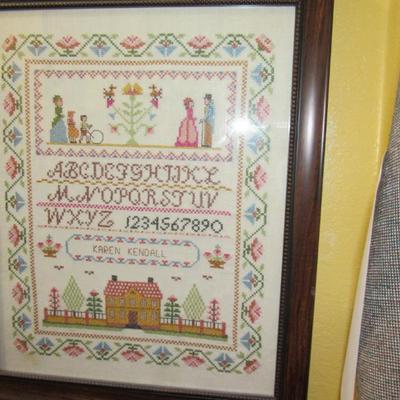 ABCDEFGHIJKL
MNOPQRSTUV
WXYZ 1234567890
KAREN KENDALL